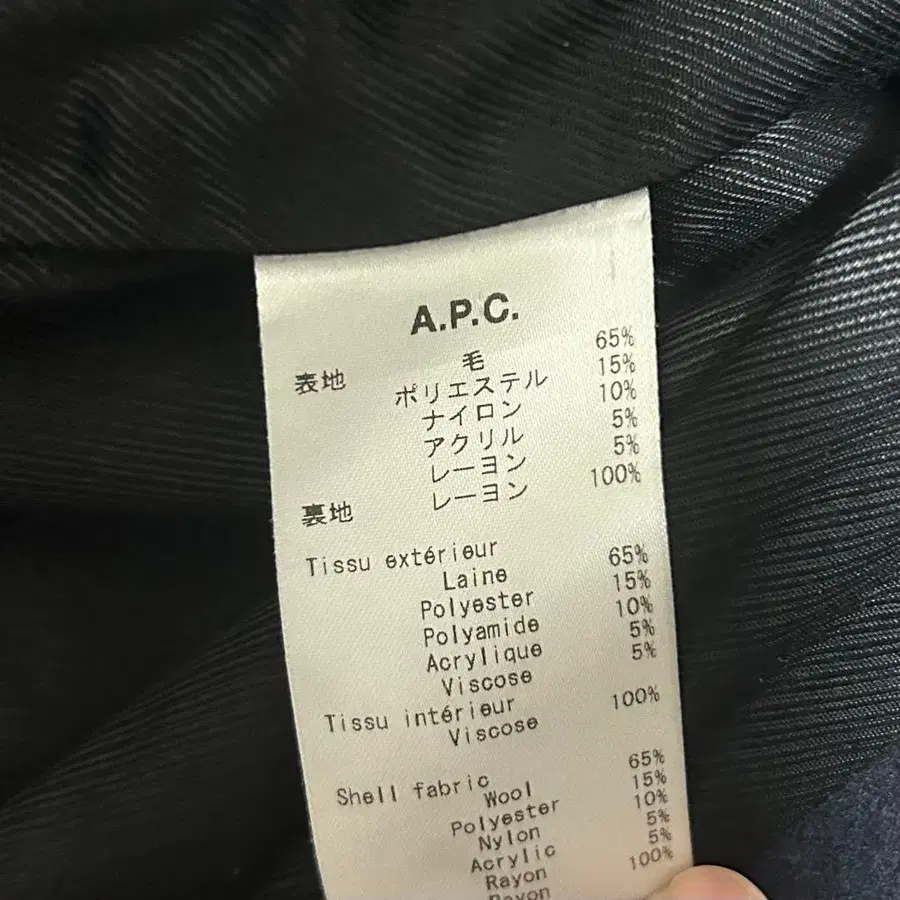 A.P.C.
表地 毛 65%
ポリエステル 15%
ナイロン 10%
アクリル 5%
レーヨン 5%
裏地 レーヨン 100%
Tissu extérieur
Laine 65%
Polyester 15%
Polyamide 10%
Acrylique 5%
Viscose 5%
Tissu intérieur
Viscose 100%
Shell fabric
Wool 65%
Polyester 15%
Nylon 10%
Acrylic 5%
Rayon 5%
Rayon 100%